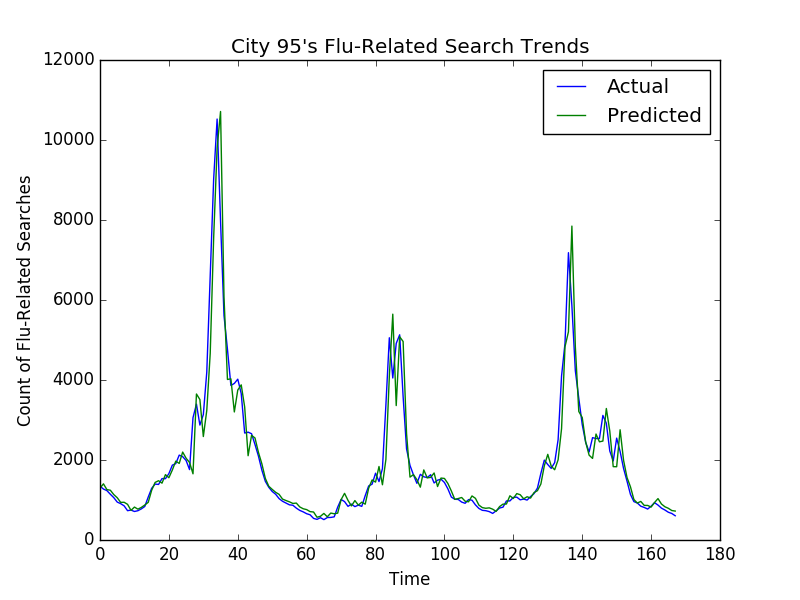 City 95's Flu-Related Search Trends
Actual
Predicted
Count of Flu-Related Searches
12000
10000
8000
6000
4000
2000
0
0 20 40 60 80 100 120 140 160 180
Time